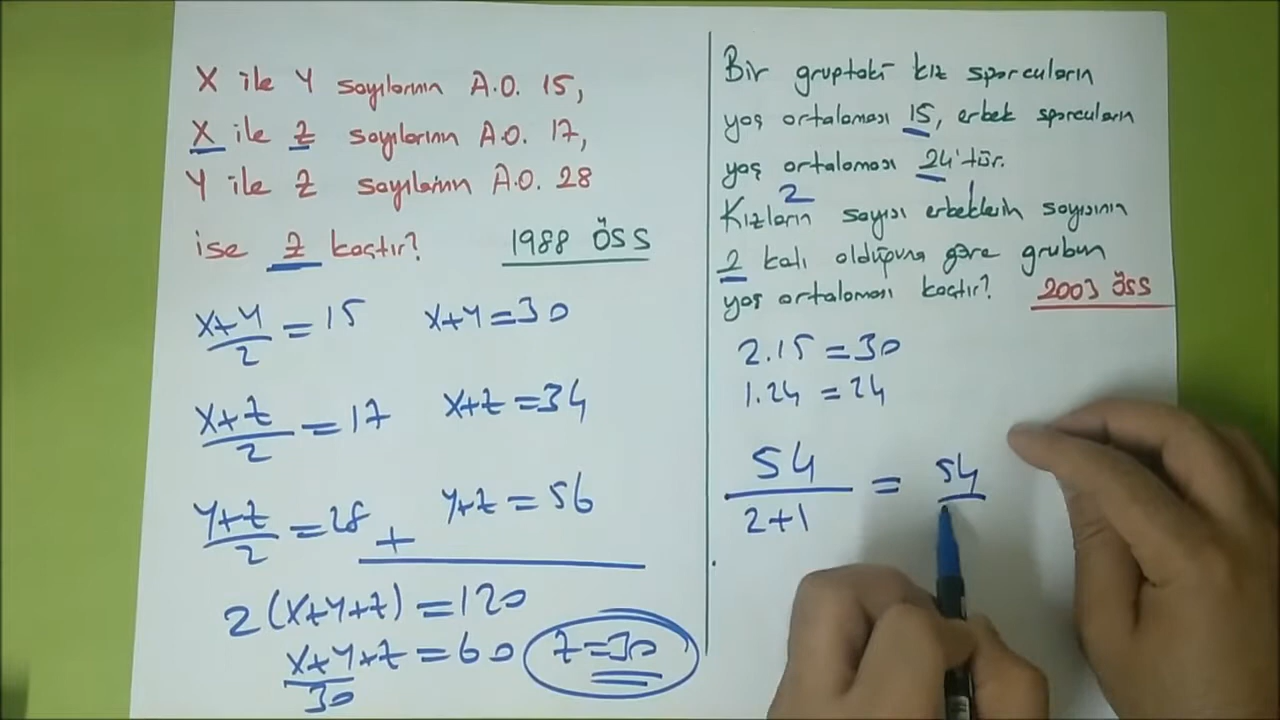 X ile Y sayılarının A.O. 15,
X ile Z sayılarının A.O. 17,
Y ile Z sayılarının A.O. 28
ise Z kaçtır? 1988 ÖSS
X+Y/2 = 15 X+Y=30
X+Z/2 = 17 X+Z=34
Y+Z/2 = 28 Y+Z=56
+
2(X+Y+Z)=120
X+Y+Z=60 Z=30
30
Bir gruptaki kız sporcuların
yaş ortalaması 15, erkek sporcuların
yaş ortalaması 24'tür.
2 1
Kızların sayısı erkeklerin sayısının
2 katı olduğuna göre grubun
yaş ortalaması kaçtır? 2003 ÖSS
2.15=30
1.24=24
54/2+1 = 54